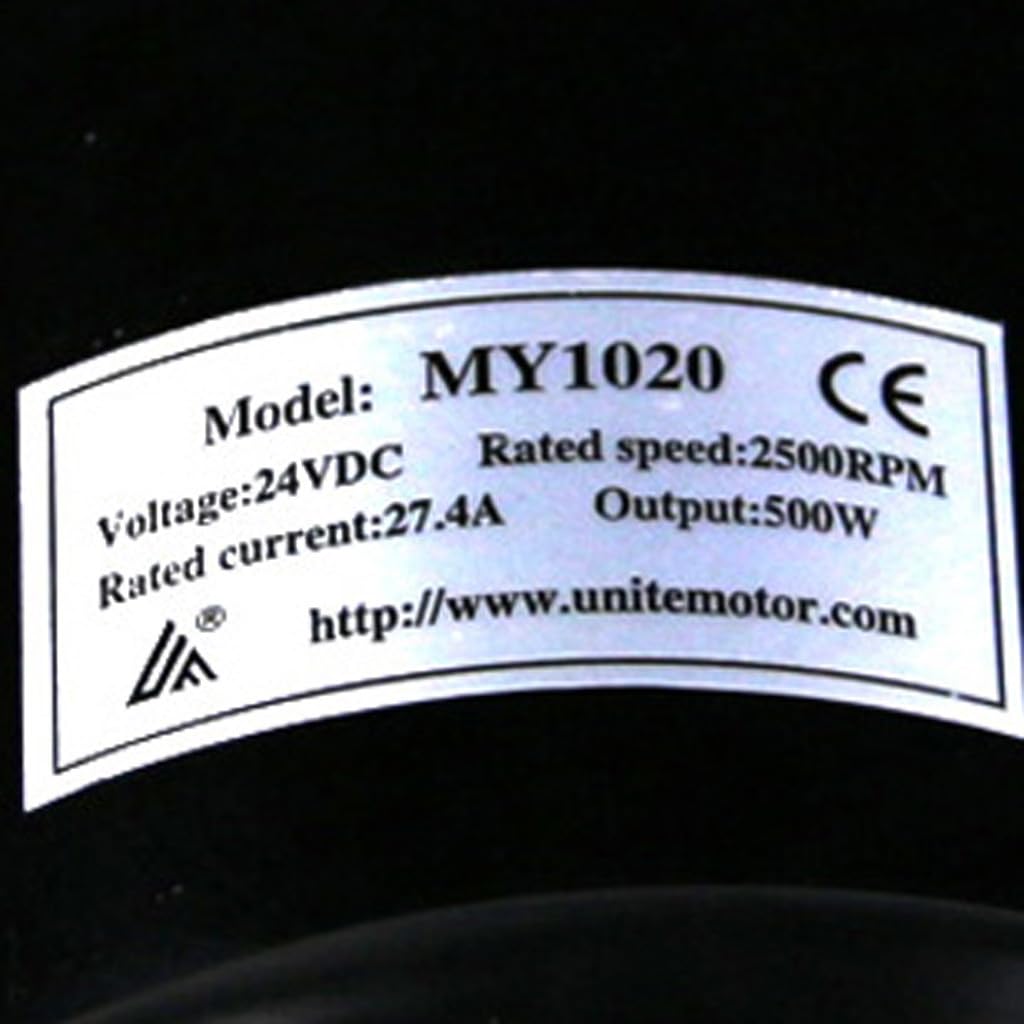 Model: MY1020 CE
Voltage:24VDC Rated speed:2500RPM
Rated current:27.4A Output:500W
® http://www.unitemotor.com